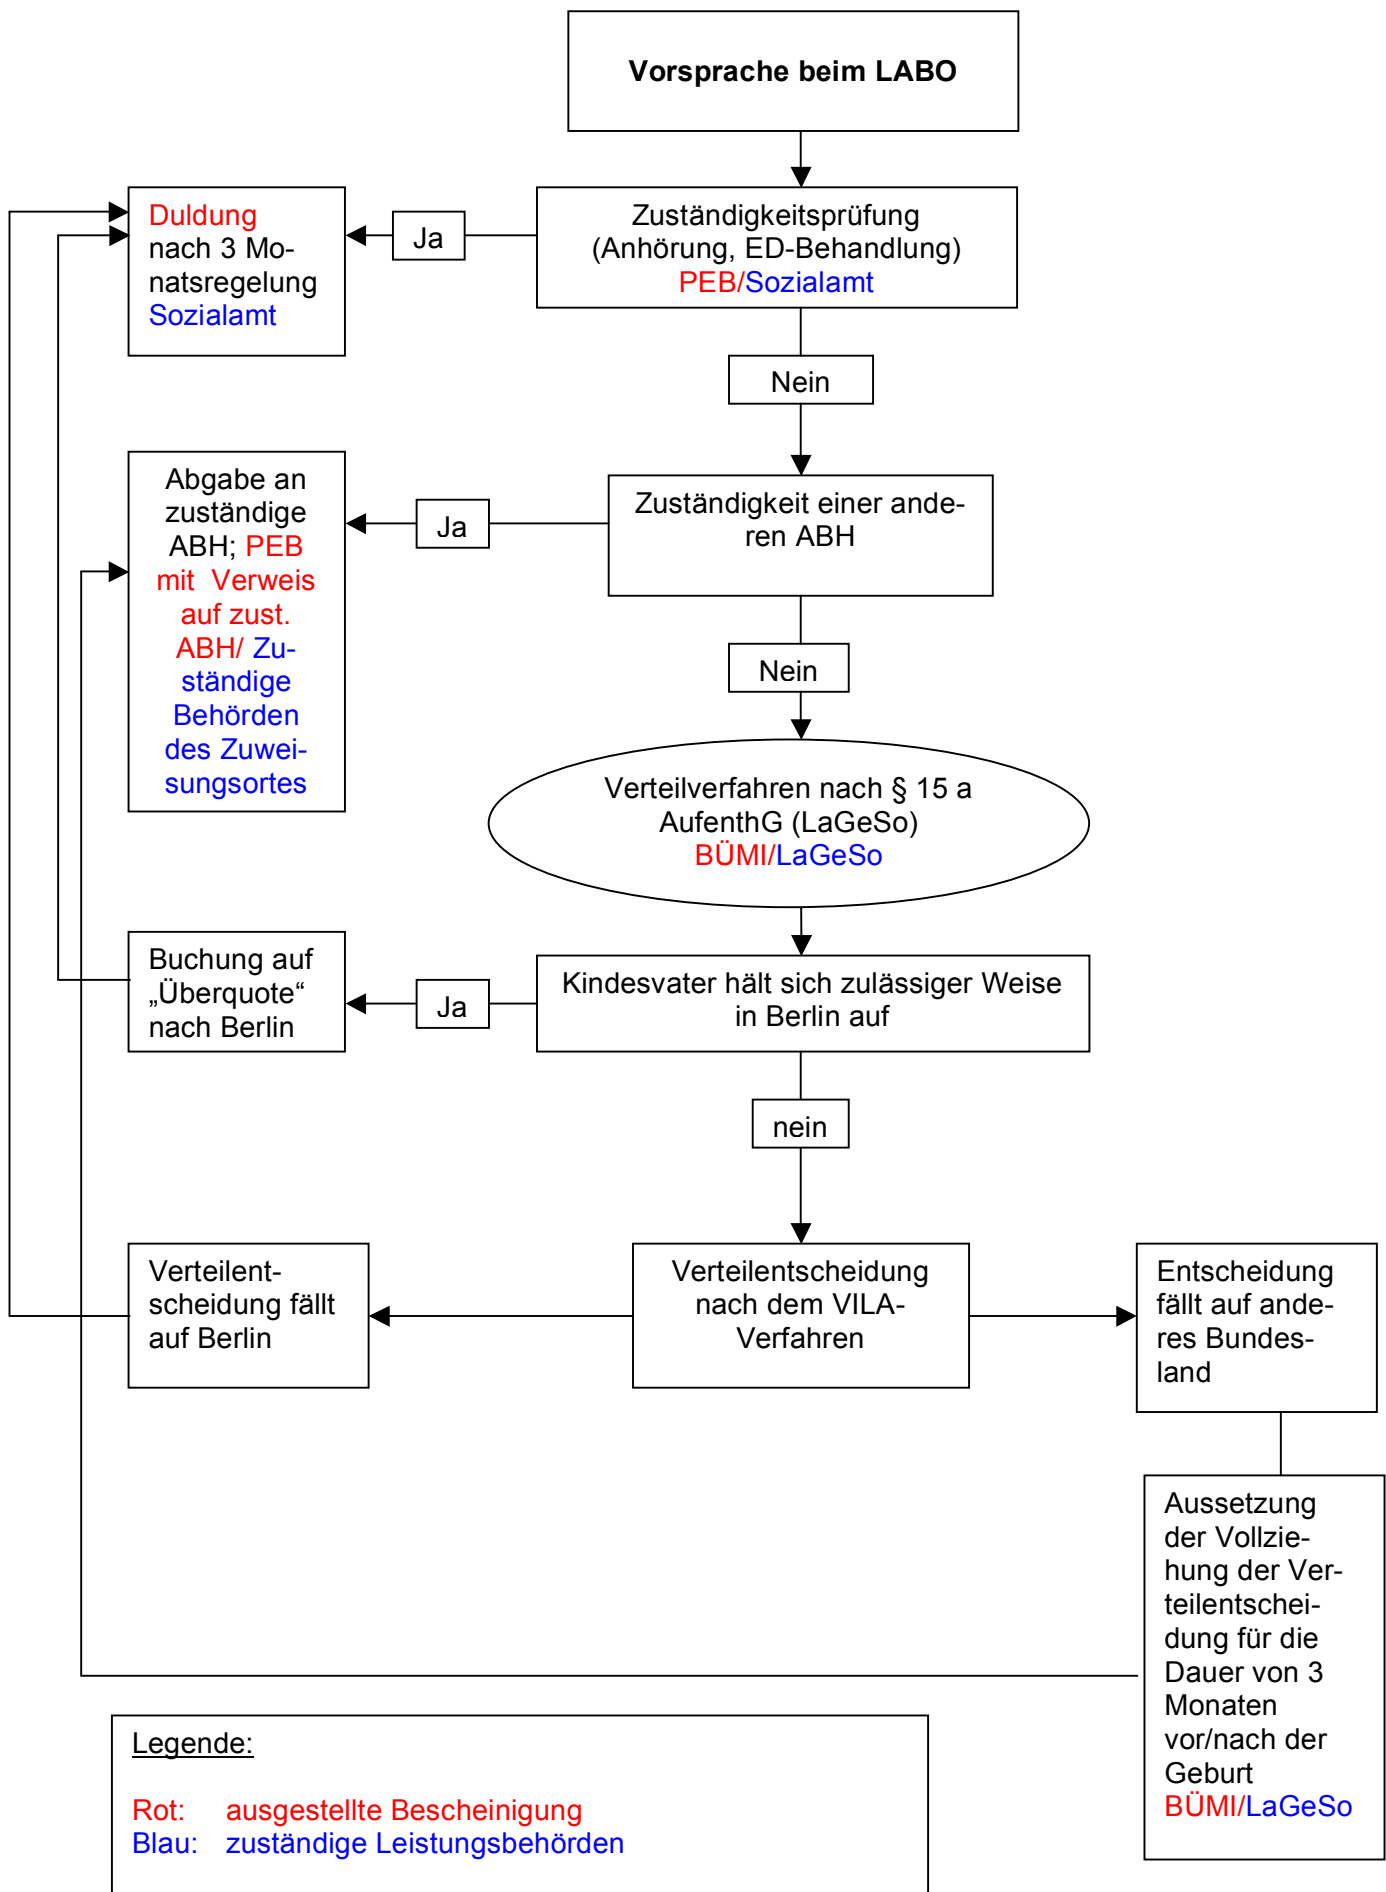 Vorsprache beim LABO
Duldung
nach 3 Mo-
natsregelung
Sozialamt
Ja
Zuständigkeitsprüfung
(Anhörung, ED-Behandlung)
PEB/Sozialamt
Nein
Abgabe an
zuständige
ABH; PEB
mit Verweis
auf zust.
ABH/ Zu-
ständige
Behörden
des Zuwei-
sungsortes
Ja
Zuständigkeit einer ande-
ren ABH
Nein
Verteilverfahren nach § 15 a
AufenthG (LaGeSo)
BÜMI/LaGeSo
Buchung auf
„Überquote“
nach Berlin
Ja
Kindesvater hält sich zulässiger Weise
in Berlin auf
nein
Verteilent-
scheidung fällt
auf Berlin
Verteilentscheidung
nach dem VILA-
Verfahren
Entscheidung
fällt auf ande-
res Bundes-
land
Aussetzung
der Vollzie-
hung der Ver-
teilentschei-
dung für die
Dauer von 3
Monaten
vor/nach der
Geburt
BÜMI/LaGeSo
Legende:
Rot: ausgestellte Bescheinigung
Blau: zuständige Leistungsbehörden